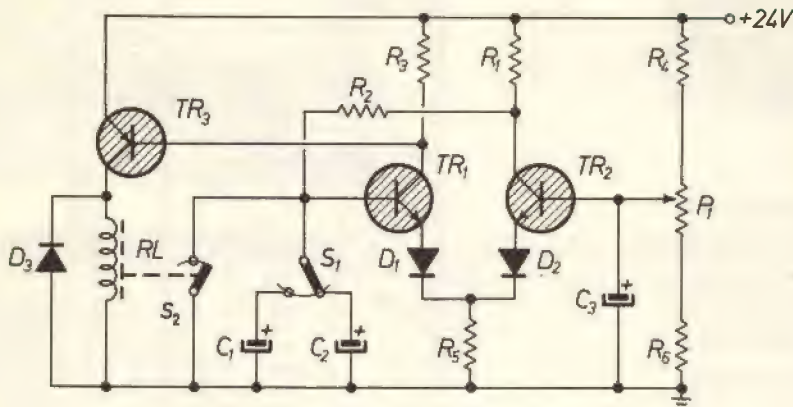 +24V
R3
R1
R4
R2
TR3
TR1
TR2
P1
D3
RL
S1
D1
D2
S2
C3
C1
+
C2
+
R5
+
R6